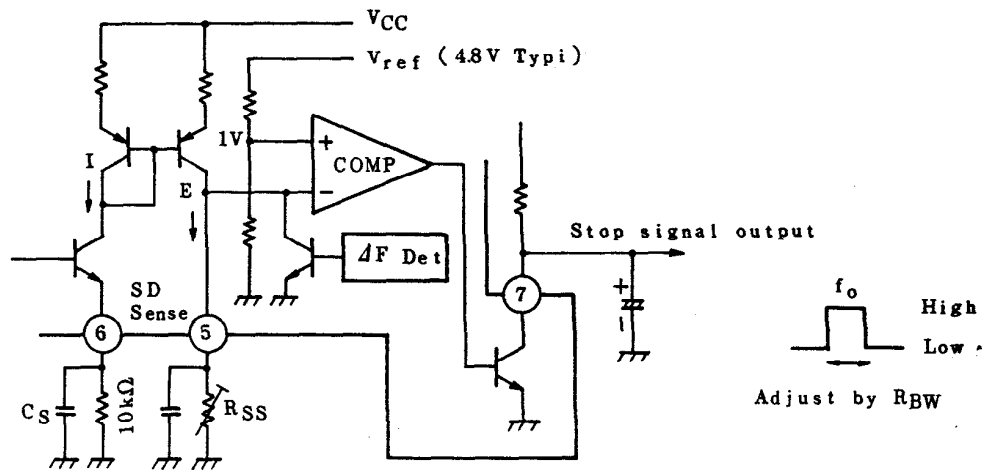 VCC
Vref (4.8V Typi)
1V
+
COMP
−
I
E
ΔF Det
Stop signal output
+
−
7
SD
Sense
6
5
CS
10kΩ
RSS
fo
High
Low
Adjust by RBW